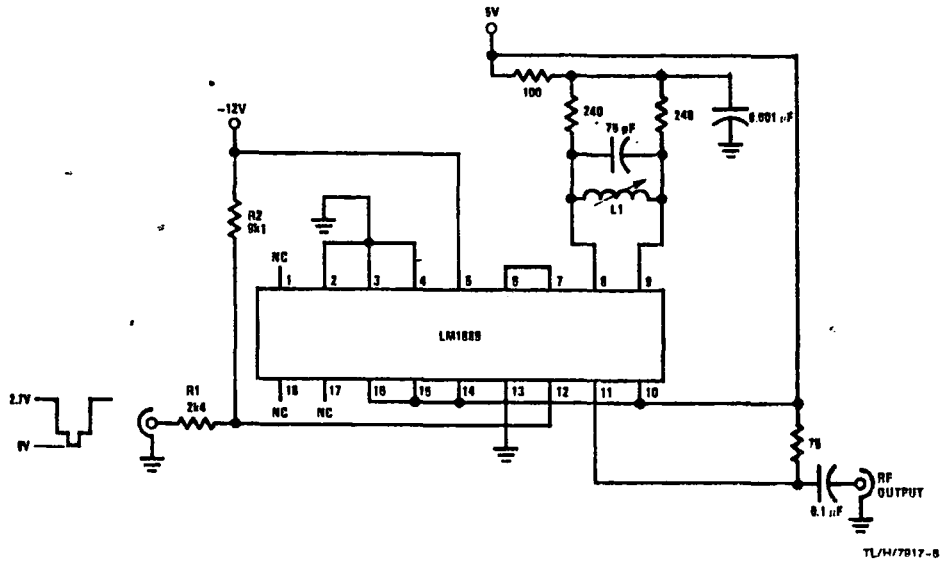 5V
100
240
240
75 pF
0.001 µF
L1
-12V
R2
9k1
NC
1 2 3 4 5 6 7 8 9
LM1889
18 17 16 15 14 13 12 11 10
NC NC
2.7V
0V
R1
2k4
75
RF
OUTPUT
0.1 µF
TL/H/7917-8